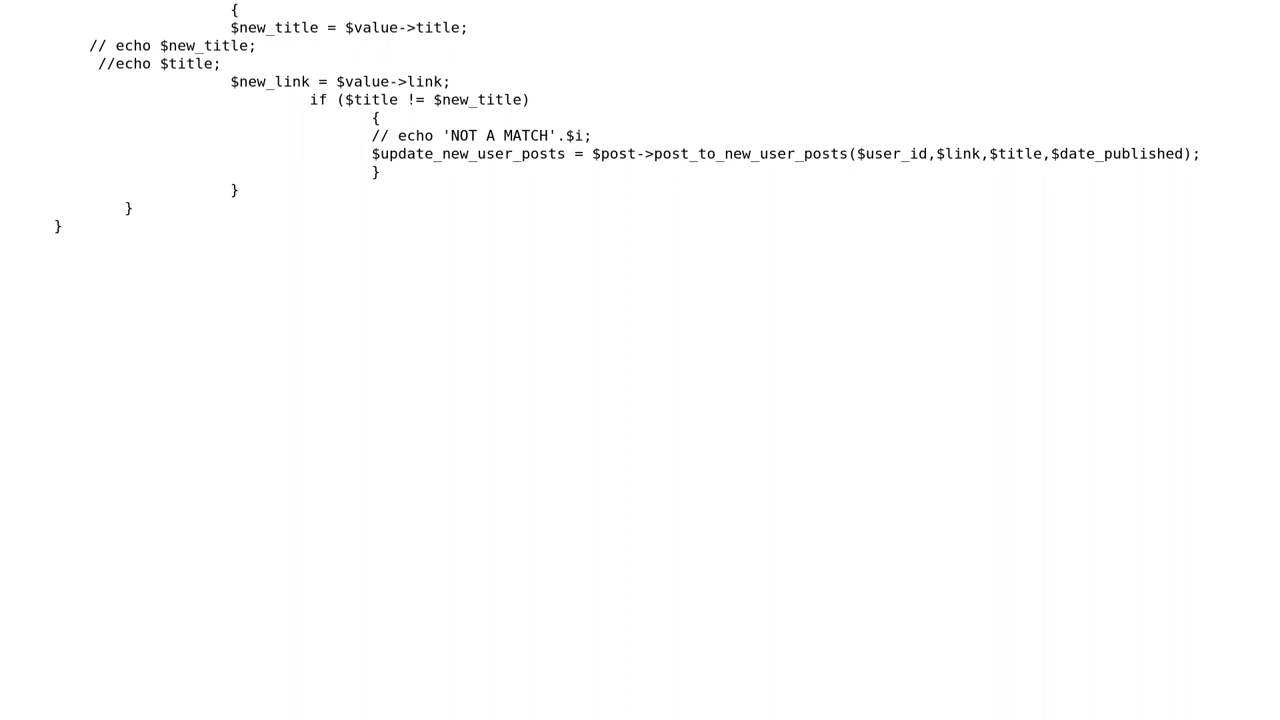 {
$new_title = $value->title;
// echo $new_title;
//echo $title;
$new_link = $value->link;
if ($title != $new_title)
{
// echo 'NOT A MATCH'.$i;
$update_new_user_posts = $post->post_to_new_user_posts($user_id,$link,$title,$date_published);
}
}
}
}